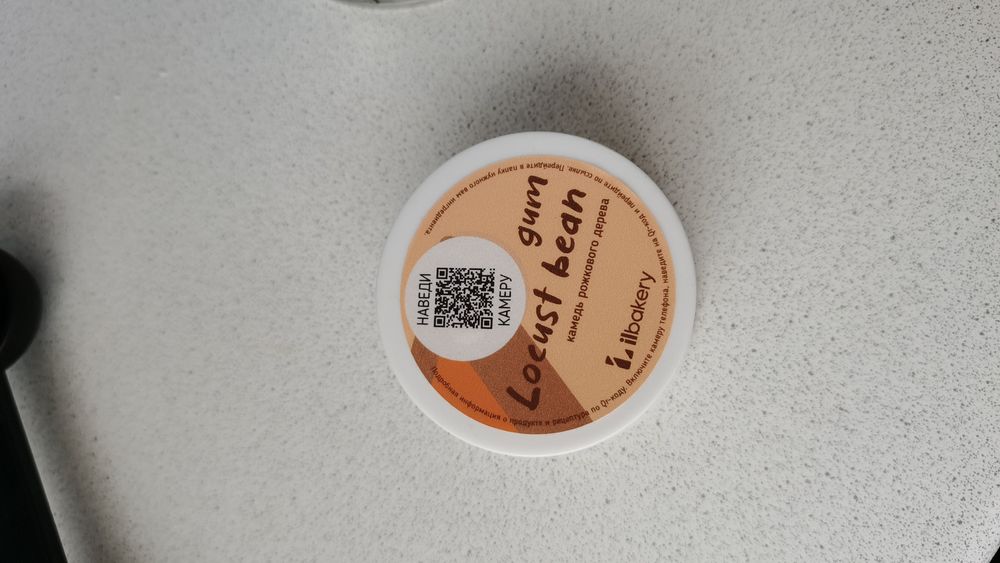 НАВЕДИ
КАМЕРУ
Locust bean
gum
камедь рожкового дерева
ilbakery
Подробная информация о продукте и рецептуре по Qr-коду. Включите камеру телефона, наведите на Qr-код и перейдите по ссылке. Перейдите в папку нужного вам ингредиента.